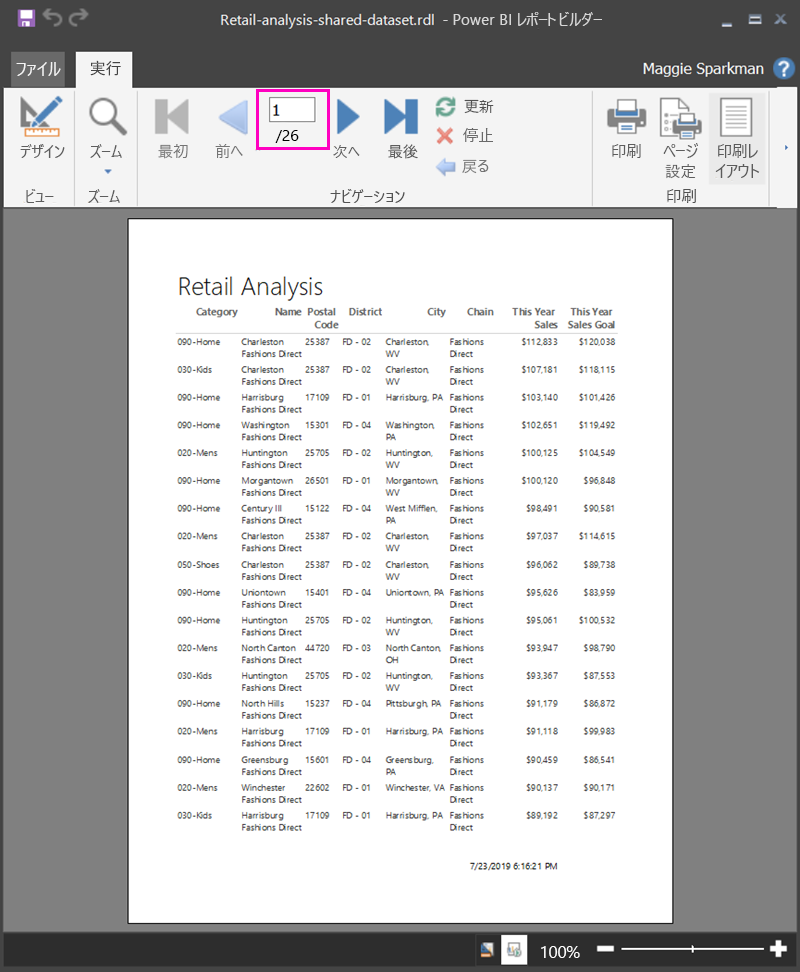 Retail-analysis-shared-dataset.rdl - Power BI レポートビルダー
ファイル 実行 Maggie Sparkman ?
デザイン ズーム 最初 前へ 1 /26 次へ 最後 更新 停止 戻る 印刷 ページ設定 印刷レイアウト
ビュー ズーム ナビゲーション 印刷
Retail Analysis
Category Name Postal District City Chain This Year This Year
Code Sales Sales Goal
090-Home Charleston 25387 FD - 02 Charleston, Fashions $112,833 $120,038
Fashions Direct WV Direct
030-Kids Charleston 25387 FD - 02 Charleston, Fashions $107,181 $118,115
Fashions Direct WV Direct
090-Home Harrisburg 17109 FD - 01 Harrisburg, PA Fashions $103,140 $101,426
Fashions Direct Direct
090-Home Washington 15301 FD - 04 Washington, Fashions $102,651 $119,492
Fashions Direct PA Direct
020-Mens Huntington 25705 FD - 02 Huntington, Fashions $100,125 $104,549
Fashions Direct WV Direct
090-Home Morgantown 26501 FD - 01 Morgantown, Fashions $100,120 $96,848
Fashions Direct WV Direct
090-Home Century III 15122 FD - 04 West Mifflen, Fashions $98,491 $90,581
Fashions Direct PA Direct
020-Mens Charleston 25387 FD - 02 Charleston, Fashions $97,037 $114,615
Fashions Direct WV Direct
050-Shoes Charleston 25387 FD - 02 Charleston, Fashions $96,062 $89,738
Fashions Direct WV Direct
090-Home Uniontown 15401 FD - 04 Uniontown, PA Fashions $95,626 $83,959
Fashions Direct Direct
090-Home Huntington 25705 FD - 02 Huntington, Fashions $95,061 $100,532
Fashions Direct WV Direct
020-Mens North Canton 44720 FD - 03 North Canton, Fashions $93,947 $98,790
Fashions Direct OH Direct
030-Kids Huntington 25705 FD - 02 Huntington, Fashions $93,367 $87,553
Fashions Direct WV Direct
090-Home North Hills 15237 FD - 04 Pittsburgh, PA Fashions $91,179 $86,872
Fashions Direct Direct
020-Mens Harrisburg 17109 FD - 01 Harrisburg, PA Fashions $91,118 $99,983
Fashions Direct Direct
090-Home Greensburg 15601 FD - 04 Greensburg, Fashions $90,459 $86,541
Fashions Direct PA Direct
020-Mens Winchester 22602 FD - 01 Winchester, VA Fashions $90,137 $90,171
Fashions Direct Direct
030-Kids Harrisburg 17109 FD - 01 Harrisburg, PA Fashions $89,192 $87,297
Fashions Direct Direct
7/23/2019 6:16:21 PM
100%